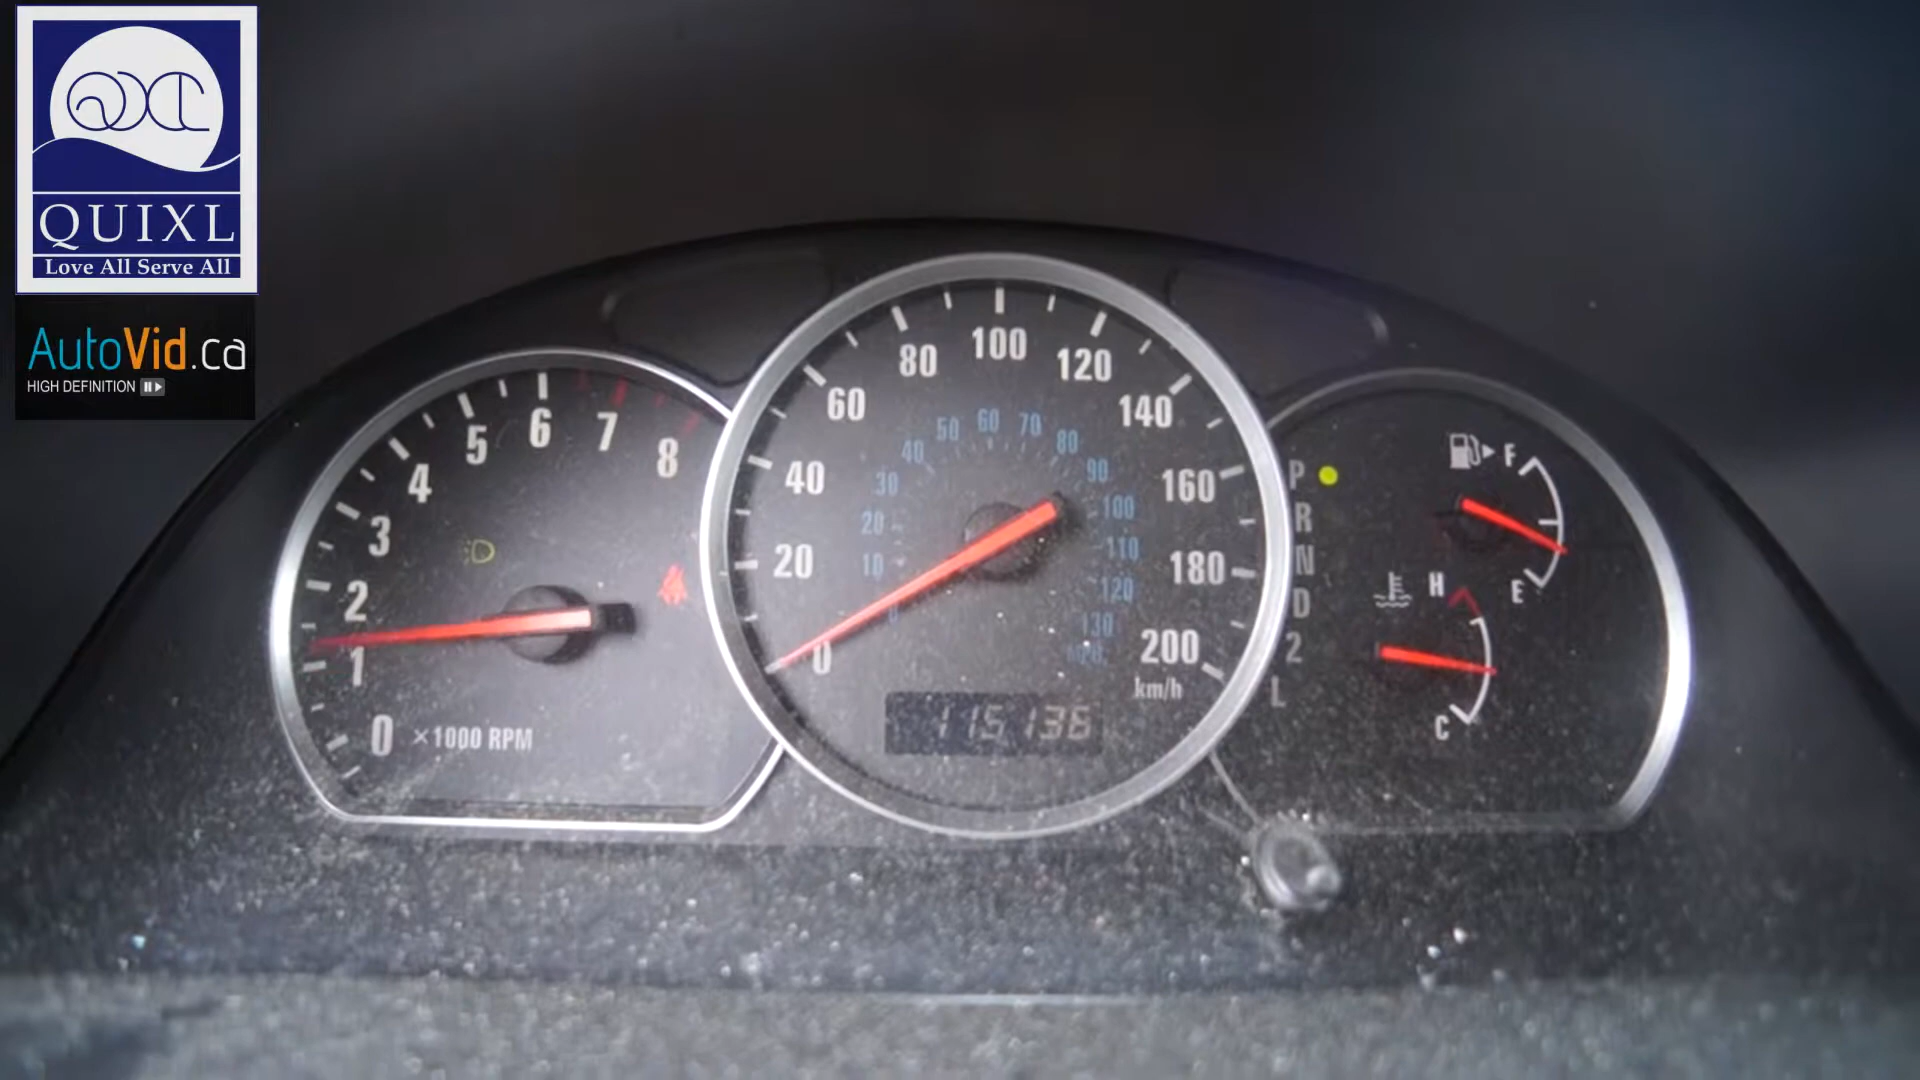 QUIXL
Love All Serve All
AutoVid.ca
HIGH DEFINITION
0 1 2 3 4 5 6 7 8
×1000 RPM
0 20 40 60 80 100 120 140 160 180 200
km/h
0 10 20 30 40 50 60 70 80 90 100 110 120 130
115136
P
R
N
D
2
L
F
E
H
C